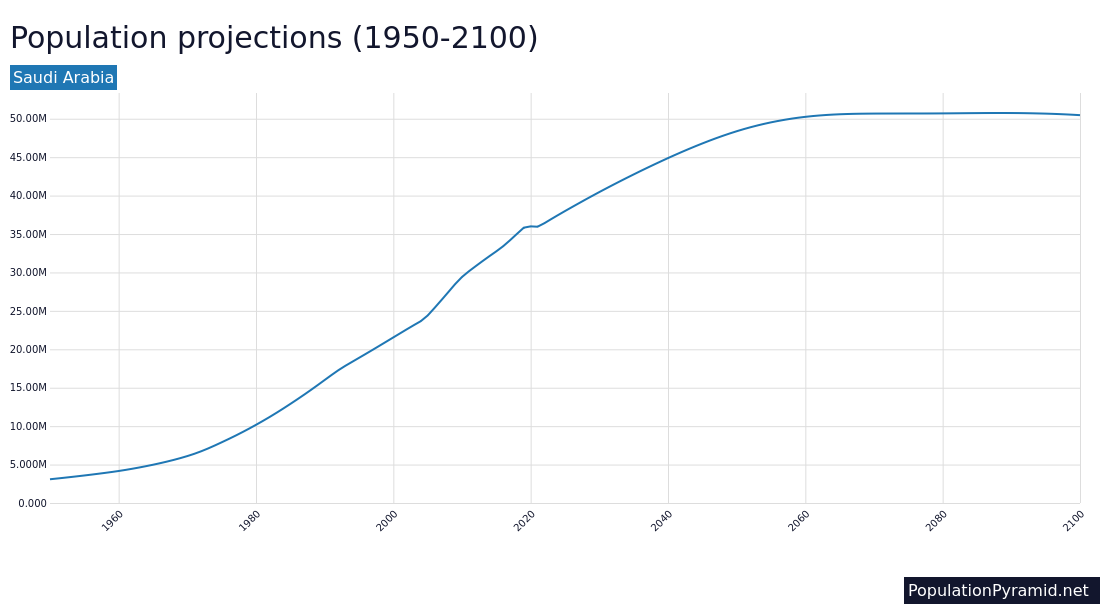 Population projections (1950-2100)
Saudi Arabia
50.00M
45.00M
40.00M
35.00M
30.00M
25.00M
20.00M
15.00M
10.00M
5.000M
0.000
1960
1980
2000
2020
2040
2060
2080
2100
PopulationPyramid.net